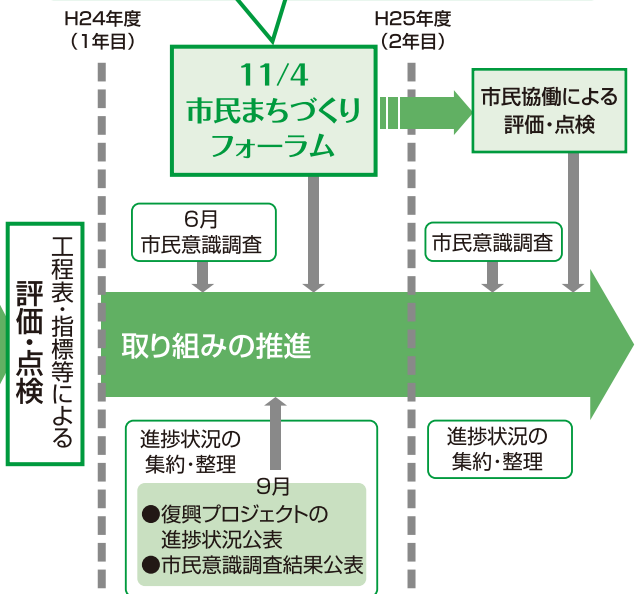 H24年度
(1年目)
H25年度
(2年目)
11/4
市民まちづくり
フォーラム
市民協働による
評価・点検
6月
市民意識調査
市民意識調査
工程表・指標等による
評価・点検
取り組みの推進
進捗状況の
集約・整理
9月
●復興プロジェクトの
進捗状況公表
●市民意識調査結果公表
進捗状況の
集約・整理